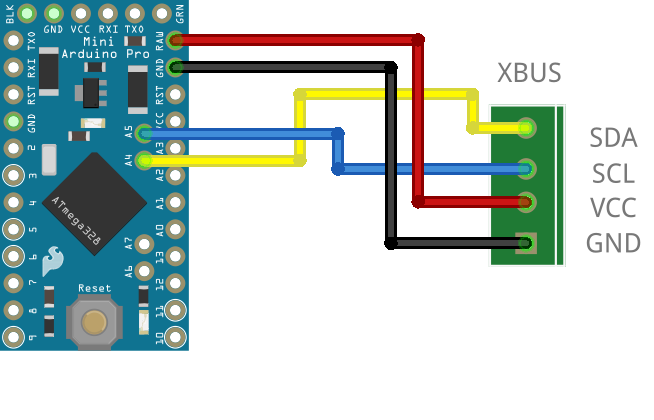 BLK
GND VCC RXI TXO
GRN
Mini
Arduino Pro
TXO
RXI
RST
GND
2
3
4
5
6
7
8
9
RAW
GND
RST
VCC
A3
A2
A1
A0
13
12
11
10
A5
A4
A7
A6
ATmega328
Reset
XBUS
SDA
SCL
VCC
GND